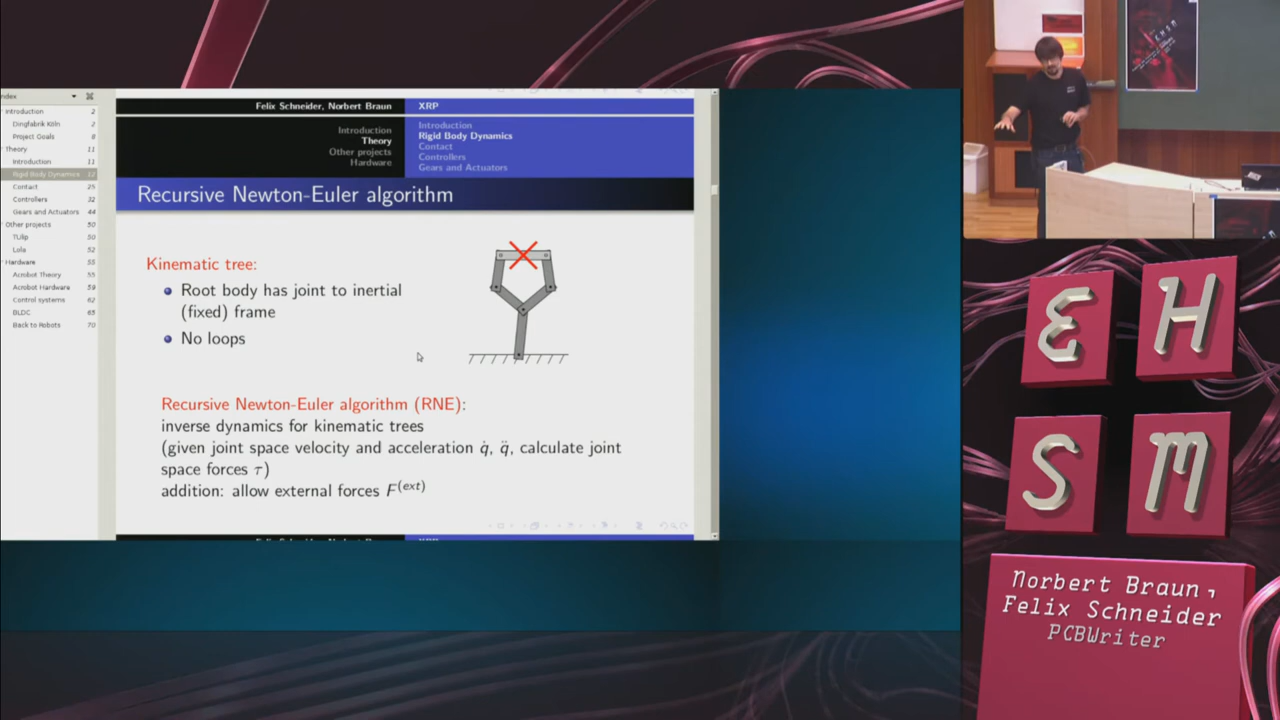 ndex
Introduction 2
Dingfabrik Köln 2
Project Goals 8
Theory 11
Introduction 11
Rigid Body Dynamics 12
Contact 25
Controllers 32
Gears and Actuators 44
Other projects 50
TUlip 50
Lola 52
Hardware 55
Acrobot Theory 55
Acrobot Hardware 59
Control systems 62
BLDC 65
Back to Robots 70
Felix Schneider, Norbert Braun
XRP
Introduction
Theory
Other projects
Hardware
Introduction
Rigid Body Dynamics
Contact
Controllers
Gears and Actuators
Recursive Newton-Euler algorithm
Kinematic tree:
Root body has joint to inertial
(fixed) frame
No loops
Recursive Newton-Euler algorithm (RNE):
inverse dynamics for kinematic trees
(given joint space velocity and acceleration q̇, q̈, calculate joint
space forces τ)
addition: allow external forces F^(ext)
EHSM
E H
S M
Norbert Braun,
Felix Schneider
PCBWriter